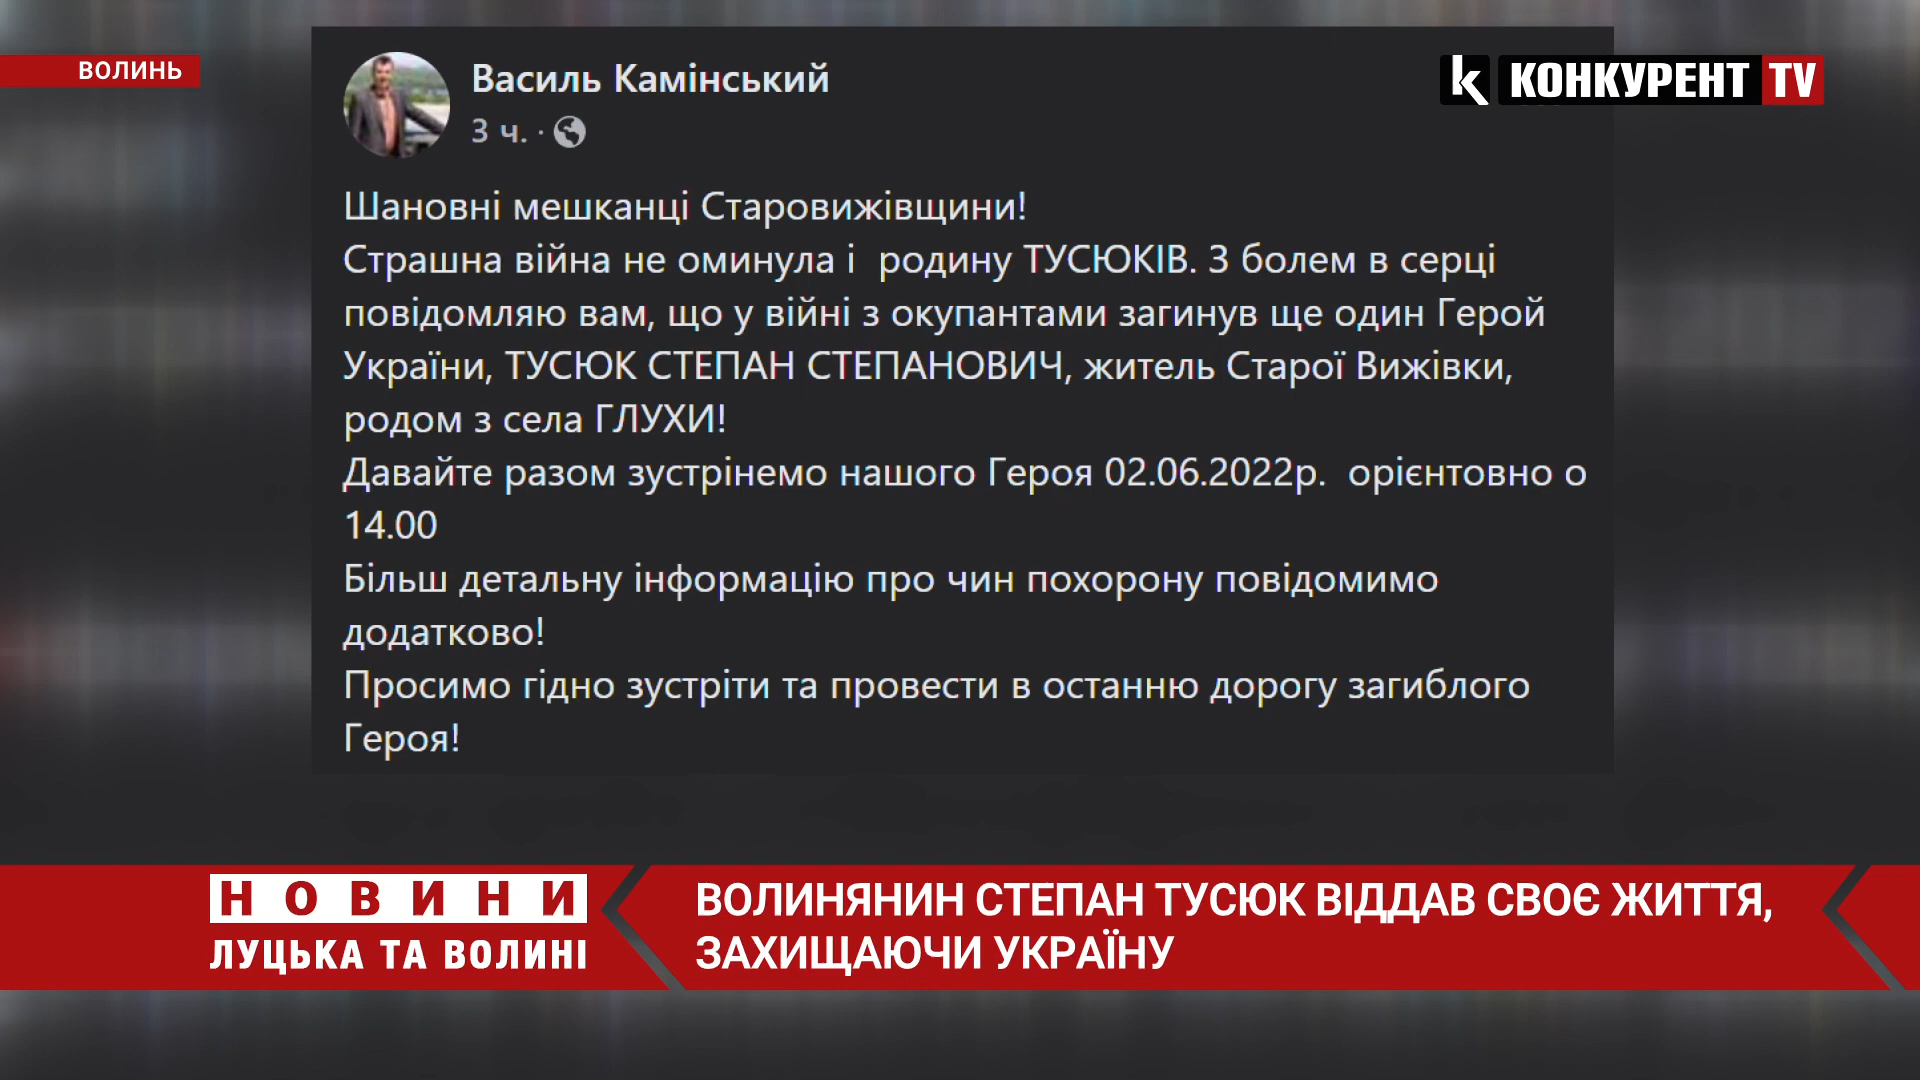 ВОЛИНЬ
k КОНКУРЕНТ TV
Василь Камінський
3 ч. ·
Шановні мешканці Старовижівщини!
Страшна війна не оминула і  родину ТУСЮКІВ. З болем в серці
повідомляю вам, що у війні з окупантами загинув ще один Герой
України, ТУСЮК СТЕПАН СТЕПАНОВИЧ, житель Старої Вижівки,
родом з села ГЛУХИ!
Давайте разом зустрінемо нашого Героя 02.06.2022р.  орієнтовно о
14.00
Більш детальну інформацію про чин похорону повідомимо
додатково!
Просимо гідно зустріти та провести в останню дорогу загиблого
Героя!
НОВИНИ
ЛУЦЬКА ТА ВОЛИНІ
ВОЛИНЯНИН СТЕПАН ТУСЮК ВІДДАВ СВОЄ ЖИТТЯ,
ЗАХИЩАЮЧИ УКРАЇНУ